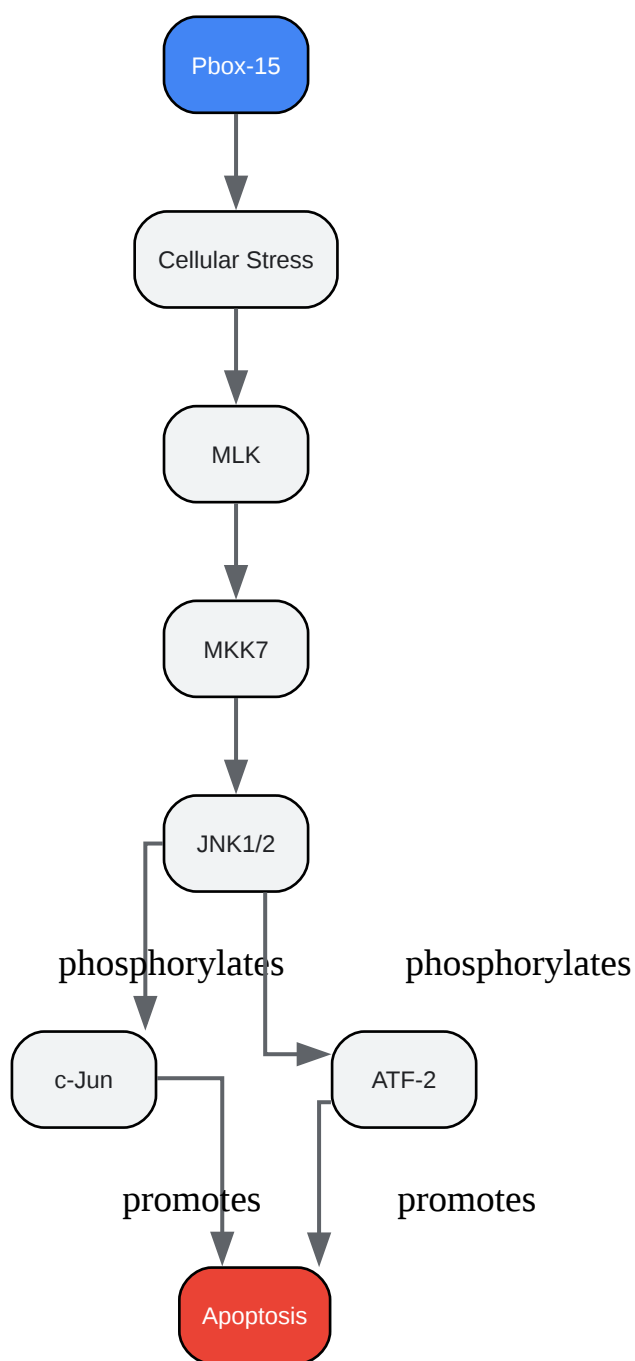 Pbox-15
Cellular Stress
MLK
MKK7
JNK1/2
phosphorylates
phosphorylates
c-Jun
ATF-2
promotes
promotes
Apoptosis